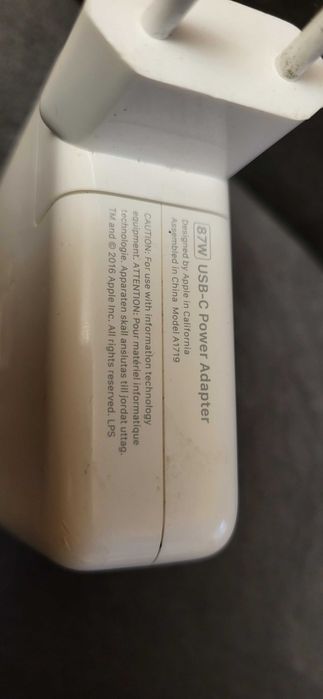 87W USB-C Power Adapter
Designed by Apple in California
Assembled in China Model A1719
CAUTION: For use with information technology
equipment. ATTENTION: Pour matériel informatique
technologie. Apparaten skall anslutas till jordat uttag.
TM and © 2016 Apple Inc. All rights reserved. LPS